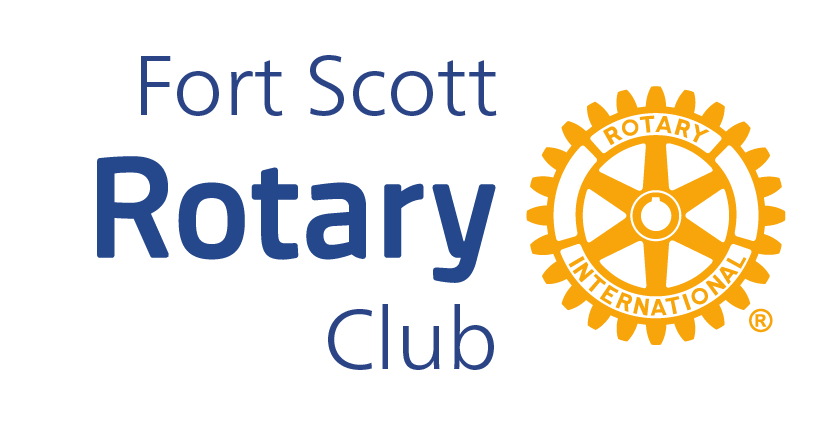 Fort Scott
Rotary
Club
ROTARY
INTERNATIONAL
®